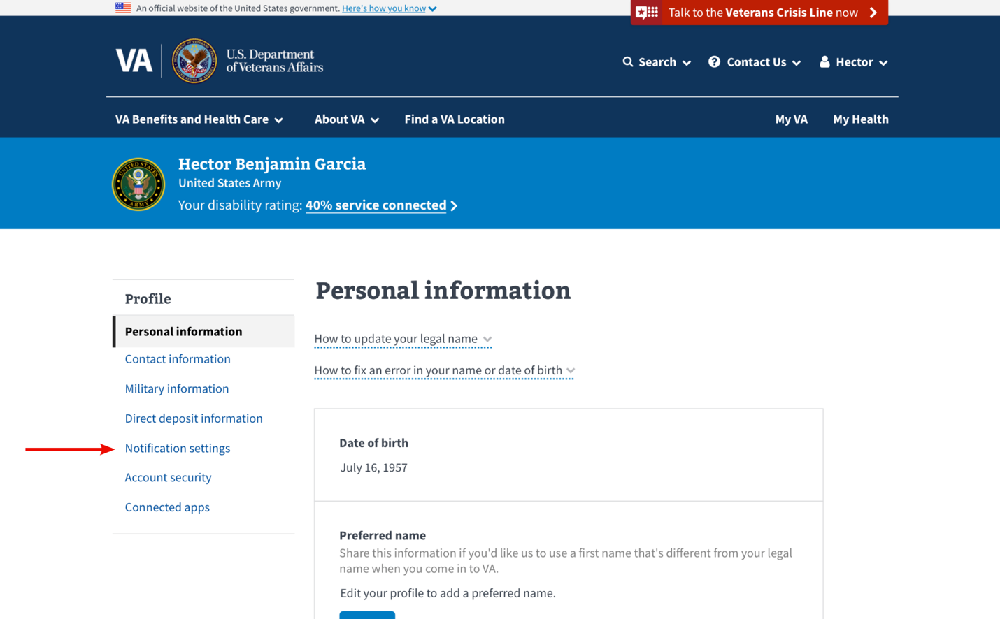 An official website of the United States government. Here's how you know
Talk to the Veterans Crisis Line now
VA
U.S. Department
of Veterans Affairs
Search
Contact Us
Hector
VA Benefits and Health Care
About VA
Find a VA Location
My VA
My Health
Hector Benjamin Garcia
United States Army
Your disability rating: 40% service connected
UNITED STATES
ARMY
Profile
Personal information
Contact information
Military information
Direct deposit information
Notification settings
Account security
Connected apps
Personal information
How to update your legal name
How to fix an error in your name or date of birth
Date of birth
July 16, 1957
Preferred name
Share this information if you'd like us to use a first name that's different from your legal
name when you come in to VA.
Edit your profile to add a preferred name.